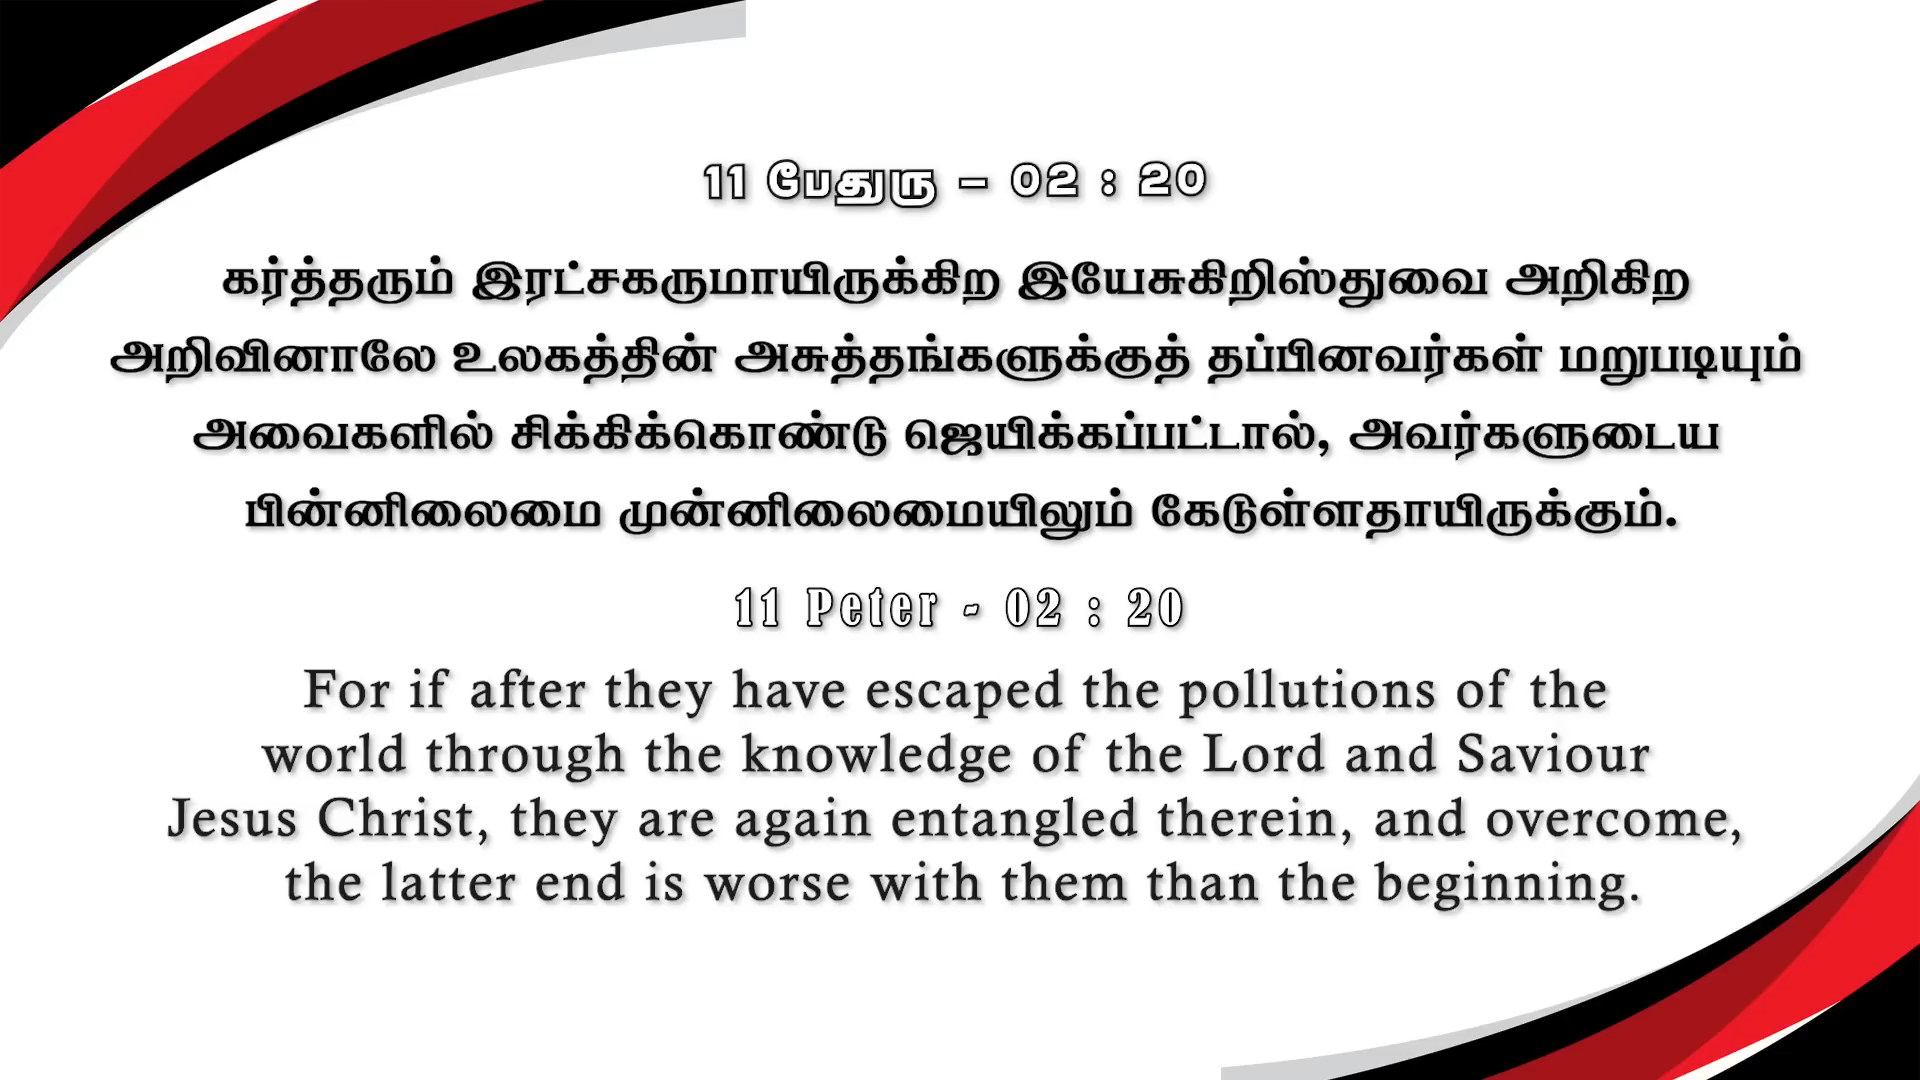 11 பேதுரு – 02 : 20
கர்த்தரும் இரட்சகருமாயிருக்கிற இயேசுகிறிஸ்துவை அறிகிற
அறிவினாலே உலகத்தின் அசுத்தங்களுக்குத் தப்பினவர்கள் மறுபடியும்
அவைகளில் சிக்கிக்கொண்டு ஜெயிக்கப்பட்டால், அவர்களுடைய
பின்னிலைமை முன்னிலைமையிலும் கேடுள்ளதாயிருக்கும்.
11 Peter - 02 : 20
For if after they have escaped the pollutions of the
world through the knowledge of the Lord and Saviour
Jesus Christ, they are again entangled therein, and overcome,
the latter end is worse with them than the beginning.